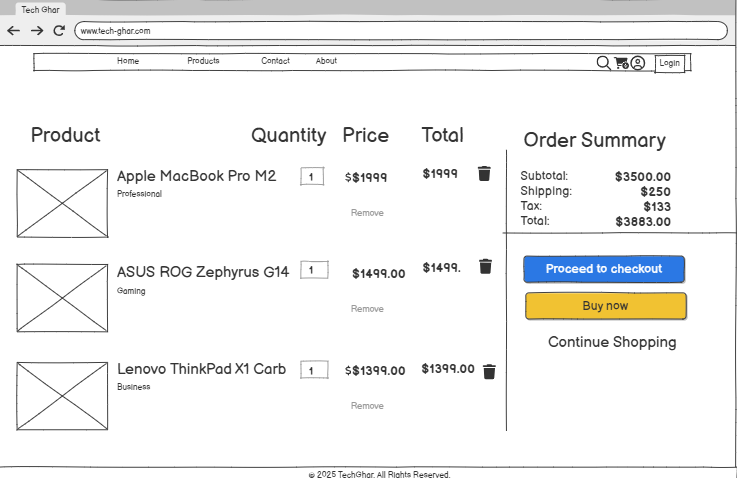 Tech Ghar
www.tech-ghar.com
Home Products Contact About Login
Product Quantity Price Total
Apple MacBook Pro M2 1 $$1999 $1999
Professional
Remove
ASUS ROG Zephyrus G14 1 $1499.00 $1499.
Gaming
Remove
Lenovo ThinkPad X1 Carb 1 $$1399.00 $1399.00
Business
Remove
Order Summary
Subtotal: $3500.00
Shipping: $250
Tax: $133
Total: $3883.00
Proceed to checkout
Buy now
Continue Shopping
© 2025 TechGhar. All Rights Reserved.